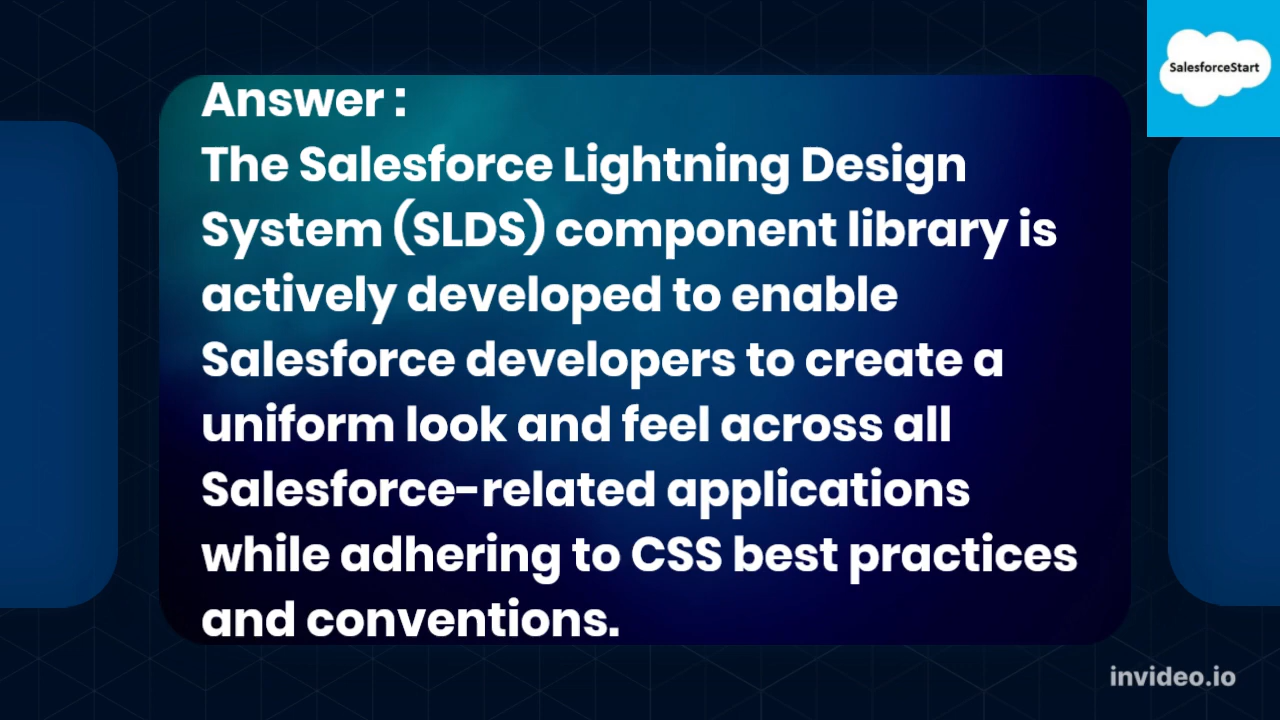 SalesforceStart
Answer :
The Salesforce Lightning Design
System (SLDS) component library is
actively developed to enable
Salesforce developers to create a
uniform look and feel across all
Salesforce-related applications
while adhering to CSS best practices
and conventions.
invideo.io